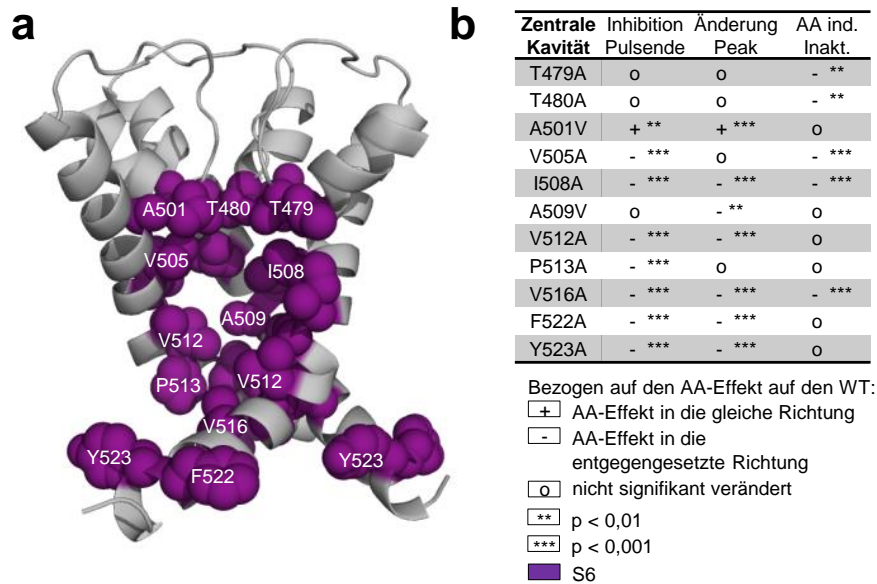 a
A501 T480 T479
V505
I508
A509
V512
P513
V512
V516
Y523
F522
Y523
b
Zentrale Kavität Inhibition Pulsende Änderung Peak AA ind. Inakt.
T479A o o - **
T480A o o - **
A501V + ** + *** o
V505A - *** o - ***
I508A - *** - *** - ***
A509V o - ** o
V512A - *** - *** o
P513A - *** o o
V516A - *** - *** - ***
F522A - *** - *** o
Y523A - *** - *** o
Bezogen auf den AA-Effekt auf den WT:
+ AA-Effekt in die gleiche Richtung
- AA-Effekt in die
entgegengesetzte Richtung
o nicht signifikant verändert
** p < 0,01
*** p < 0,001
S6